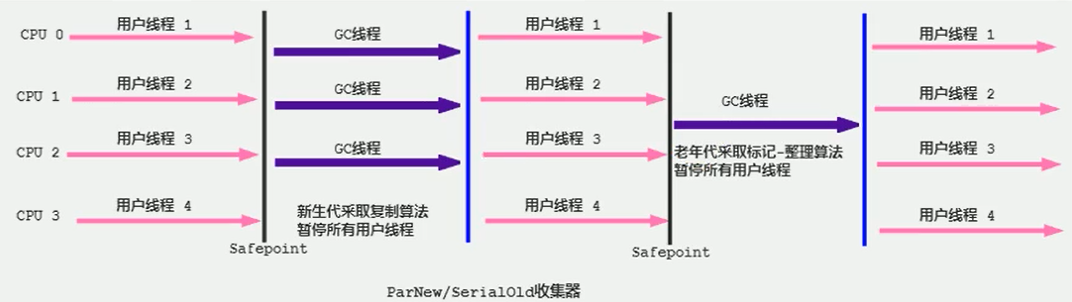 CPU 0 用户线程 1 GC线程 用户线程 1 用户线程 1
CPU 1 用户线程 2 GC线程 用户线程 2 GC线程 用户线程 2
CPU 2 用户线程 3 GC线程 用户线程 3 用户线程 3
老年代采取标记-整理算法
暂停所有用户线程
CPU 3 用户线程 4 用户线程 4 用户线程 4
新生代采取复制算法
暂停所有用户线程
Safepoint Safepoint
ParNew/SerialOld收集器